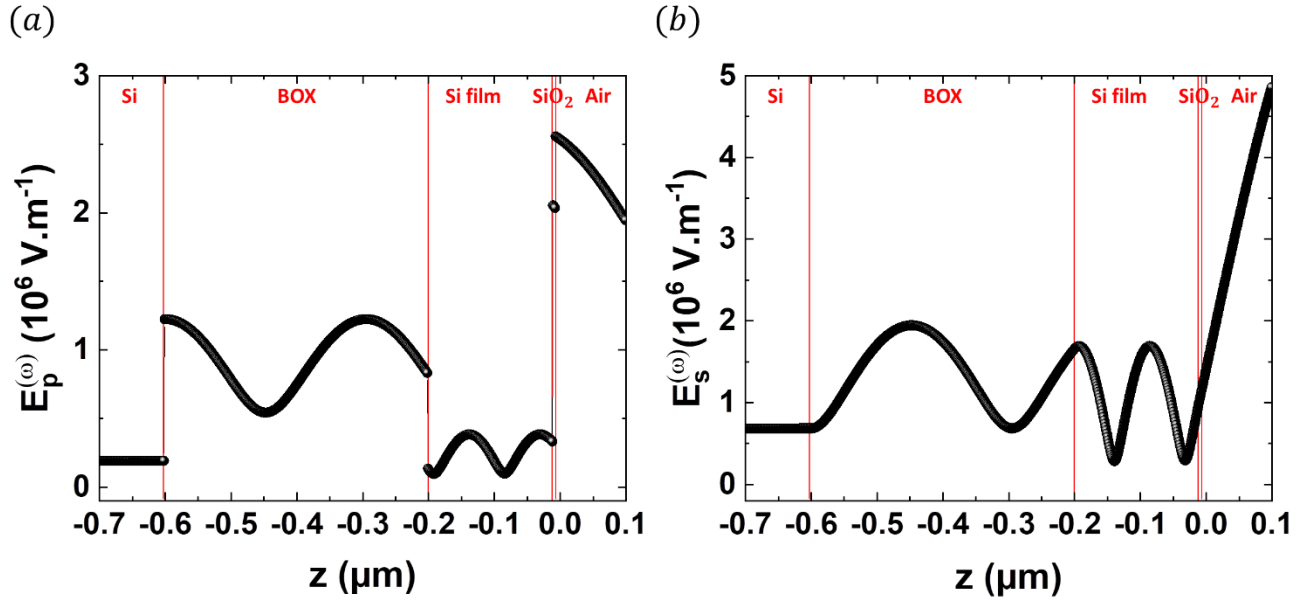 (a)
3
2
1
0
E_p^(ω) (10^6 V.m^-1)
Si BOX Si film SiO₂ Air
-0.7 -0.6 -0.5 -0.4 -0.3 -0.2 -0.1 0.0 0.1
z (µm)
(b)
5
4
3
2
1
0
E_s^(ω)(10^6 V.m^-1)
Si BOX Si film SiO₂ Air
-0.7 -0.6 -0.5 -0.4 -0.3 -0.2 -0.1 0.0 0.1
z (µm)